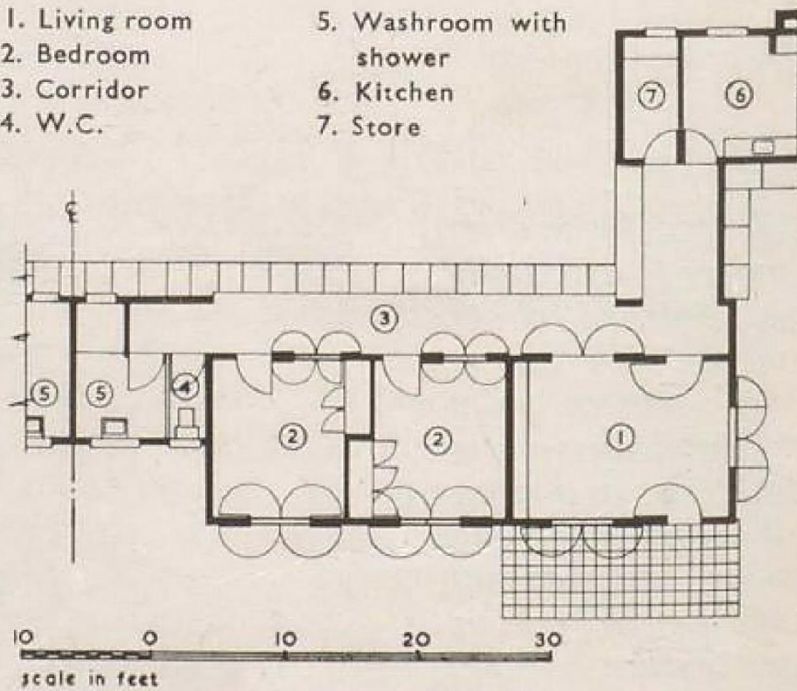 1. Living room
2. Bedroom
3. Corridor
4. W.C.
5. Washroom with
shower
6. Kitchen
7. Store
7
6
℄
3
5
5
4
2
2
1
10 0 10 20 30
scale in feet